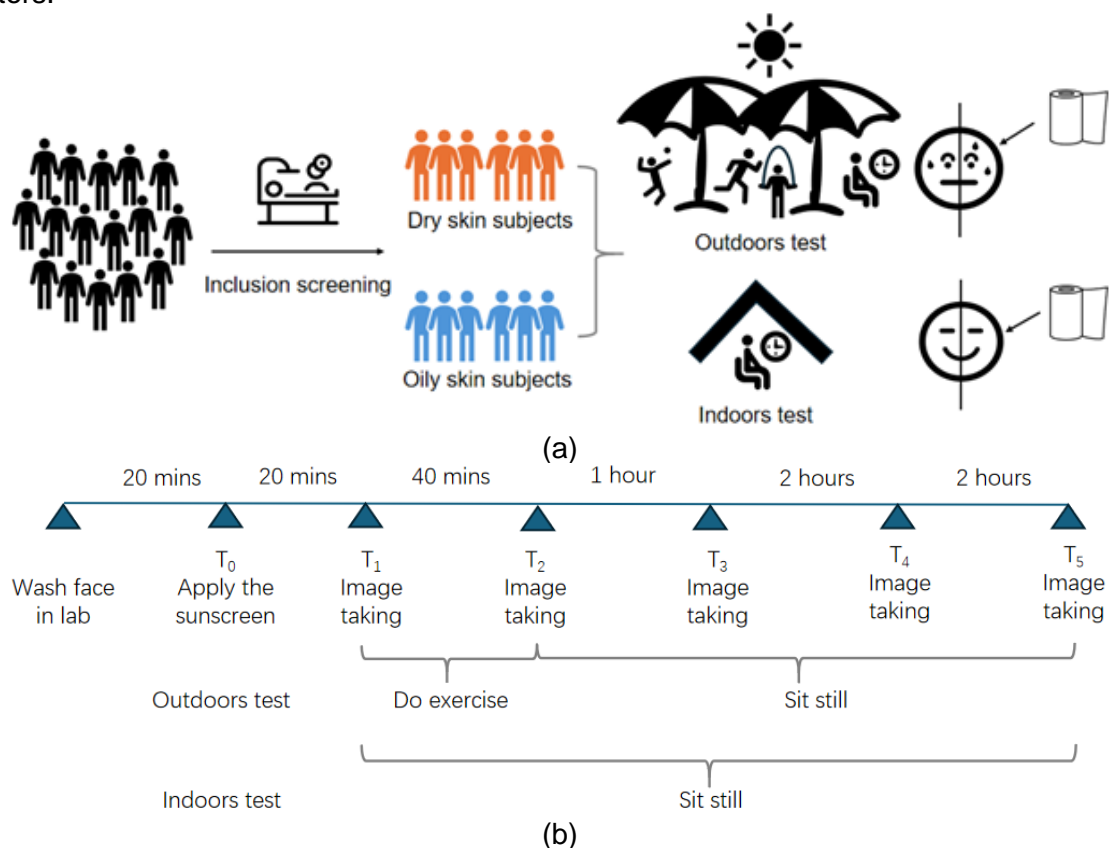 Dry skin subjects
Inclusion screening
Oily skin subjects
Outdoors test
Indoors test
(a)
20 mins 20 mins 40 mins 1 hour 2 hours 2 hours
Wash face
in lab
T0
Apply the
sunscreen
T1
Image
taking
T2
Image
taking
T3
Image
taking
T4
Image
taking
T5
Image
taking
Outdoors test Do exercise Sit still
Indoors test Sit still
(b)